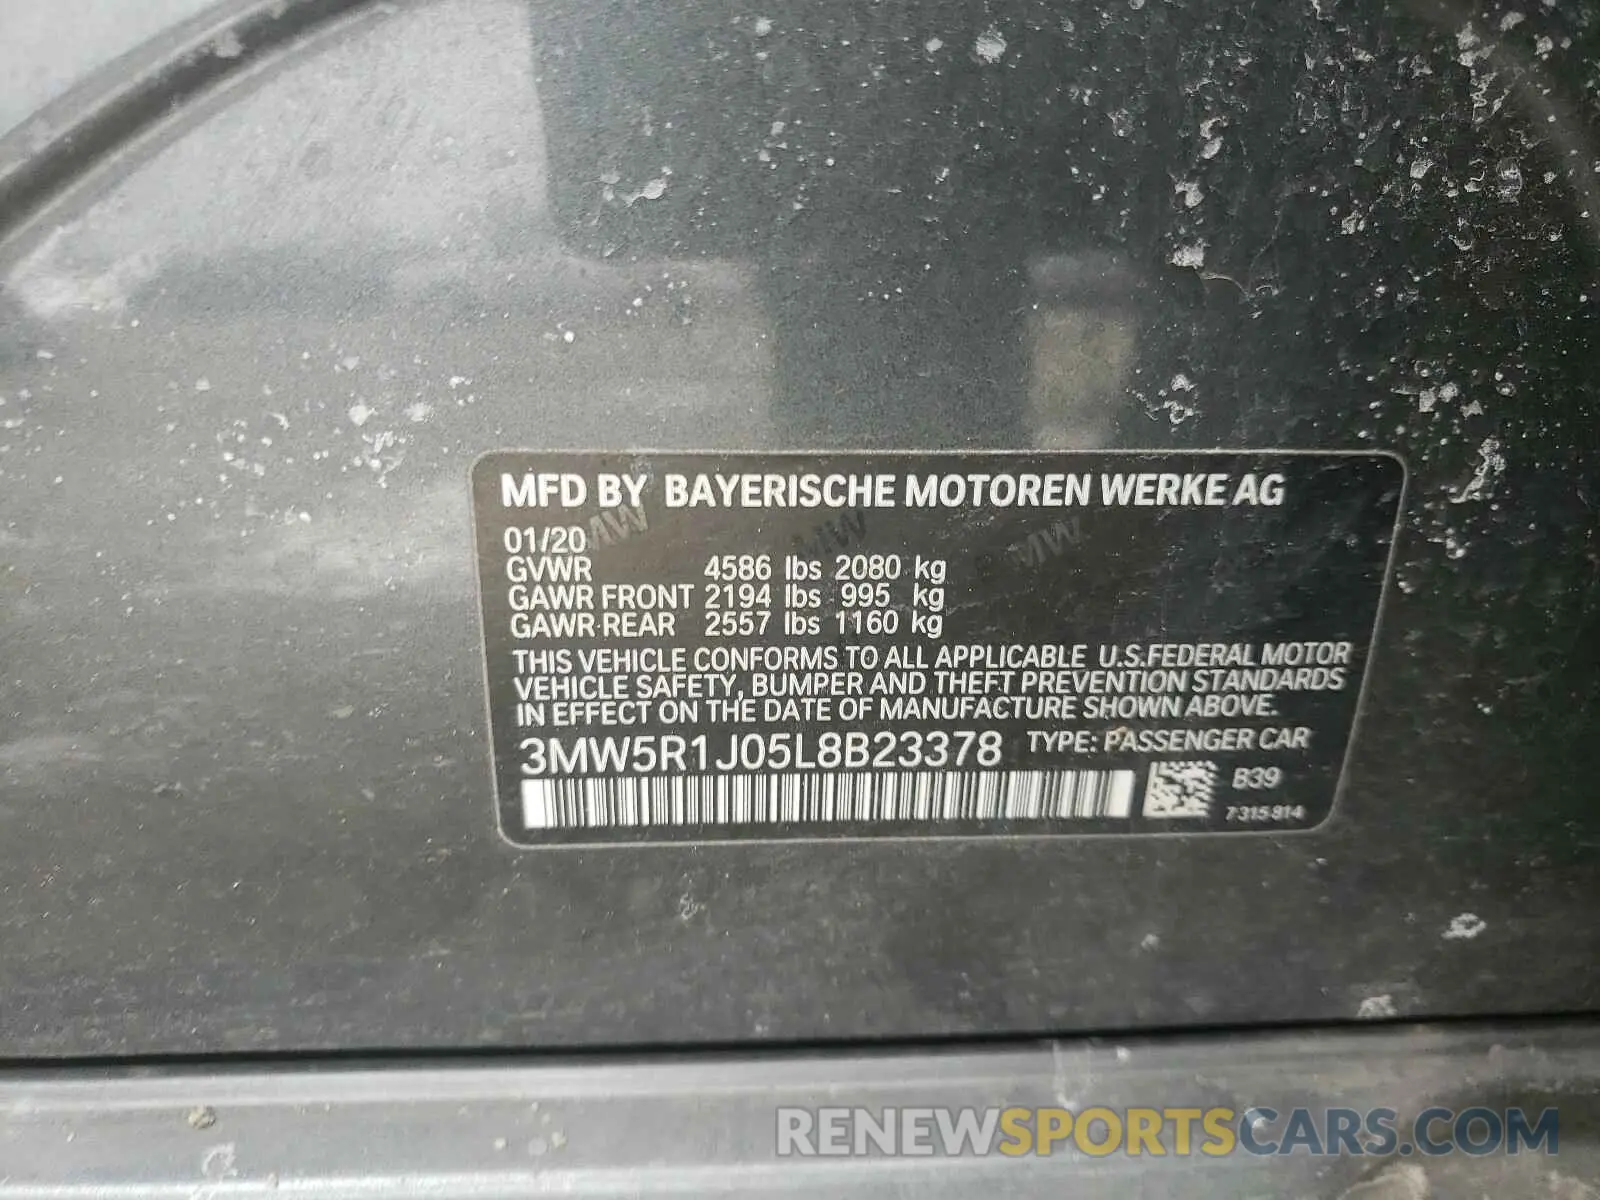 MFD BY BAYERISCHE MOTOREN WERKE AG
01/20
GVWR 4586 lbs 2080 kg
GAWR FRONT 2194 lbs 995 kg
GAWR REAR 2557 lbs 1160 kg
THIS VEHICLE CONFORMS TO ALL APPLICABLE U.S.FEDERAL MOTOR
VEHICLE SAFETY, BUMPER AND THEFT PREVENTION STANDARDS
IN EFFECT ON THE DATE OF MANUFACTURE SHOWN ABOVE.
3MW5R1J05L8B23378 TYPE: PASSENGER CAR
B39
7315814
RENEWSPORTSCARS.COM